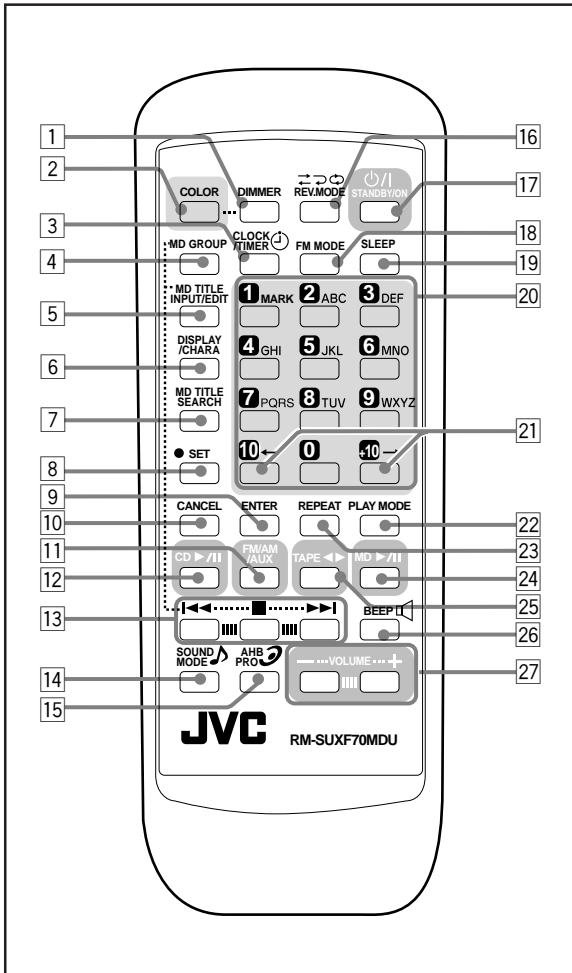 1
16
2
COLOR
DIMMER
REV.MODE
STANDBY/ON
17
3
CLOCK
/TIMER
18
4
MD GROUP
FM MODE
SLEEP
19
5
MD TITLE
INPUT/EDIT
1 MARK
2 ABC
3 DEF
20
6
DISPLAY
/CHARA
4 GHI
5 JKL
6 MNO
7
MD TITLE
SEARCH
7 PQRS
8 TUV
9 WXYZ
8
SET
10
0
+10
21
9
10
CANCEL
ENTER
REPEAT
PLAY MODE
22
11
23
12
CD
FM/AM
/AUX
TAPE
MD
24
25
13
BEEP
26
14
SOUND
MODE
AHB
PRO
VOLUME
27
15
JVC
RM-SUXF70MDU